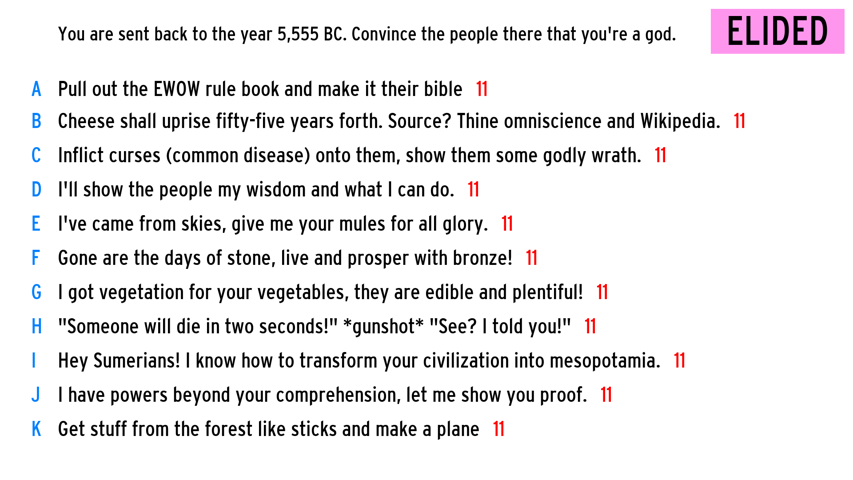 You are sent back to the year 5,555 BC. Convince the people there that you're a god.
ELIDED
A Pull out the EWOW rule book and make it their bible 11
B Cheese shall uprise fifty-five years forth. Source? Thine omniscience and Wikipedia. 11
C Inflict curses (common disease) onto them, show them some godly wrath. 11
D I'll show the people my wisdom and what I can do. 11
E I've came from skies, give me your mules for all glory. 11
F Gone are the days of stone, live and prosper with bronze! 11
G I got vegetation for your vegetables, they are edible and plentiful! 11
H "Someone will die in two seconds!" *gunshot* "See? I told you!" 11
I Hey Sumerians! I know how to transform your civilization into mesopotamia. 11
J I have powers beyond your comprehension, let me show you proof. 11
K Get stuff from the forest like sticks and make a plane 11